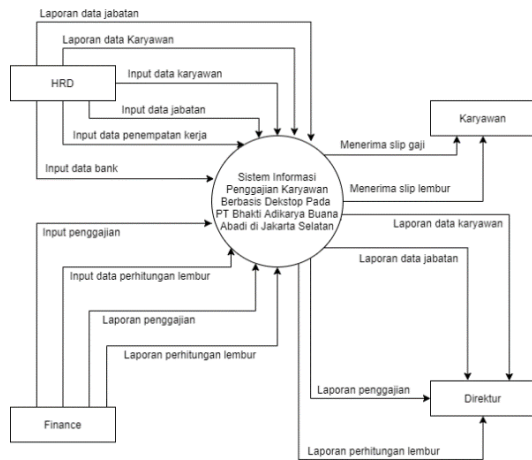 Laporan data jabatan
Laporan data Karyawan
HRD
Input data karyawan
Input data jabatan
Input data penempatan kerja
Input data bank
Karyawan
Menerima slip gaji
Menerima slip lembur
Sistem Informasi
Penggajian Karyawan
Berbasis Dekstop Pada
PT Bhakti Adikarya Buana
Abadi di Jakarta Selatan
Laporan data karyawan
Laporan data jabatan
Input penggajian
Input data perhitungan lembur
Laporan penggajian
Laporan perhitungan lembur
Finance
Laporan penggajian
Direktur
Laporan perhitungan lembur